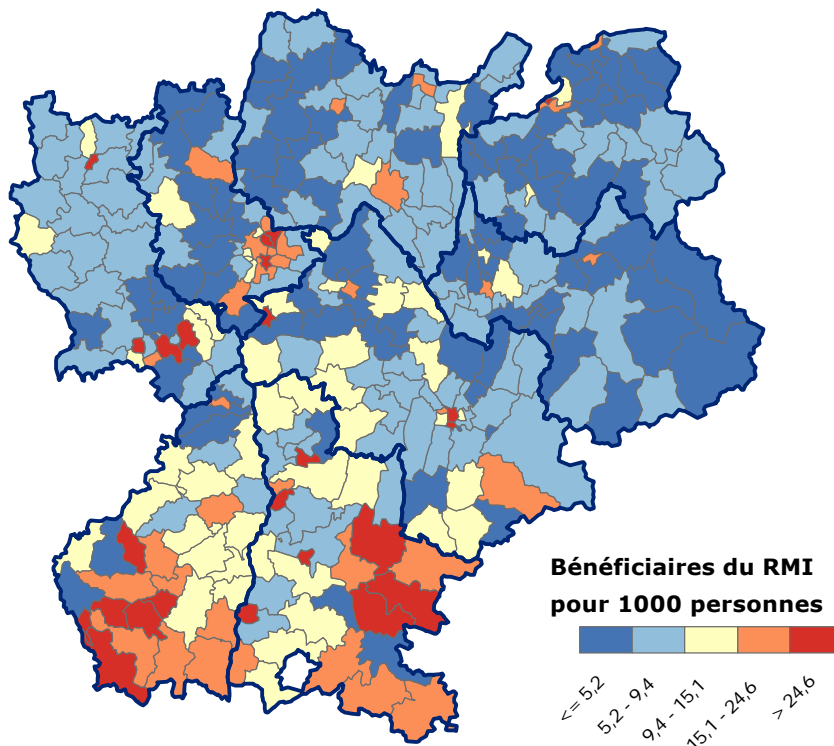 Bénéficiaires du RMI
pour 1000 personnes
<= 5,2
5,2 - 9,4
9,4 - 15,1
15,1 - 24,6
> 24,6